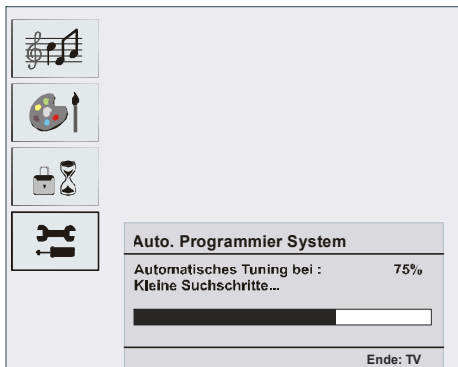 Auto. Programmier System
Automatisches Tuning bei : 75%
Kleine Suchschritte...
Ende: TV